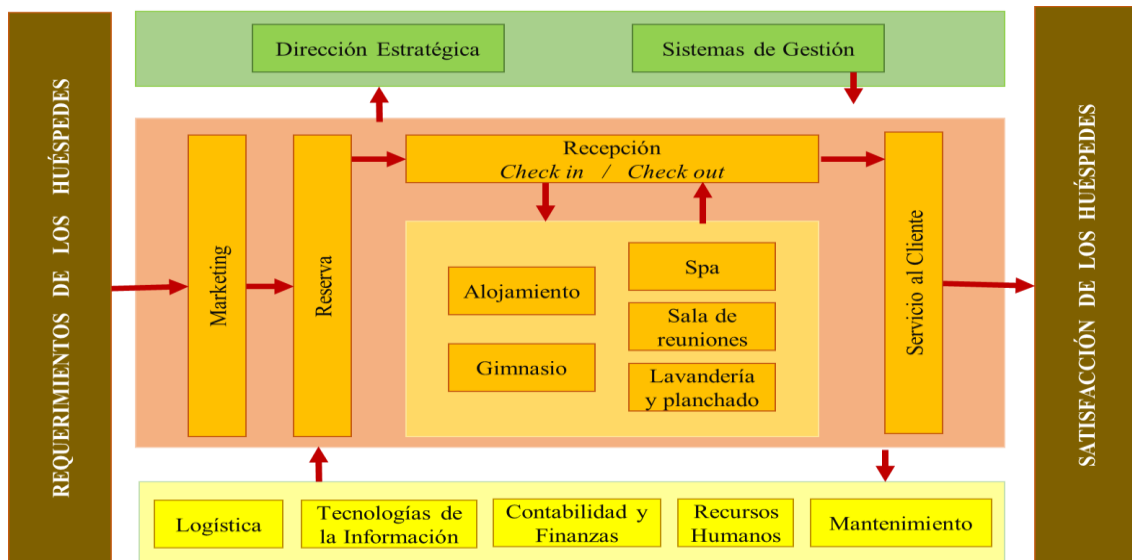 REQUERIMIENTOS DE LOS HUÉSPEDES
Dirección Estratégica
Sistemas de Gestión
Marketing
Reserva
Recepción
Check in / Check out
Alojamiento
Gimnasio
Spa
Sala de
reuniones
Lavandería
y planchado
Servicio al Cliente
Logística
Tecnologías de
la Información
Contabilidad y
Finanzas
Recursos
Humanos
Mantenimiento
SATISFACCIÓN DE LOS HUÉSPEDES